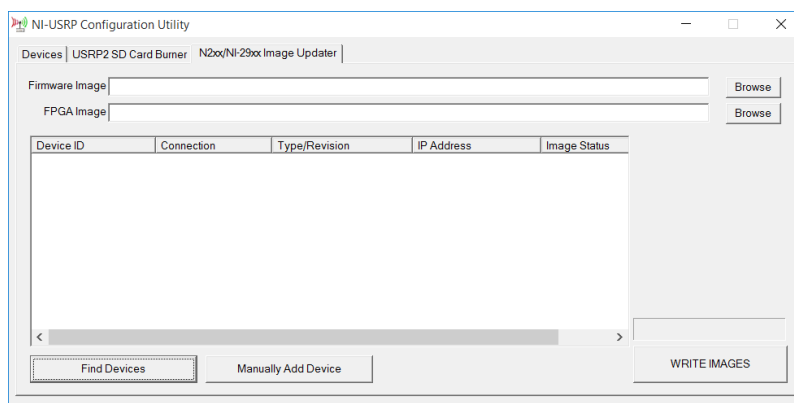 NI-USRP Configuration Utility
Devices USRP2 SD Card Burner N2xx/NI-29xx Image Updater
Firmware Image Browse
FPGA Image Browse
Device ID Connection Type/Revision IP Address Image Status
Find Devices Manually Add Device WRITE IMAGES